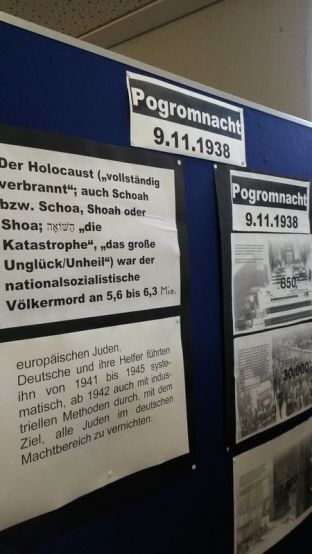 Pogromnacht
9.11.1938
Der Holocaust („vollständig
verbrannt“; auch Schoah
bzw. Schoa, Shoah oder
Shoa; הַשּׁוֹאָה „die
Katastrophe“, „das große
Unglück/Unheil“) war der
nationalsozialistische
Völkermord an 5,6 bis 6,3 Mio.
europäischen Juden.
Deutsche und ihre Helfer führten
ihn von 1941 bis 1945 syste-
matisch, ab 1942 auch mit indus-
triellen Methoden durch, mit dem
Ziel, alle Juden im deutschen
Machtbereich zu vernichten.
Pogromnacht
9.11.1938
850
30.000